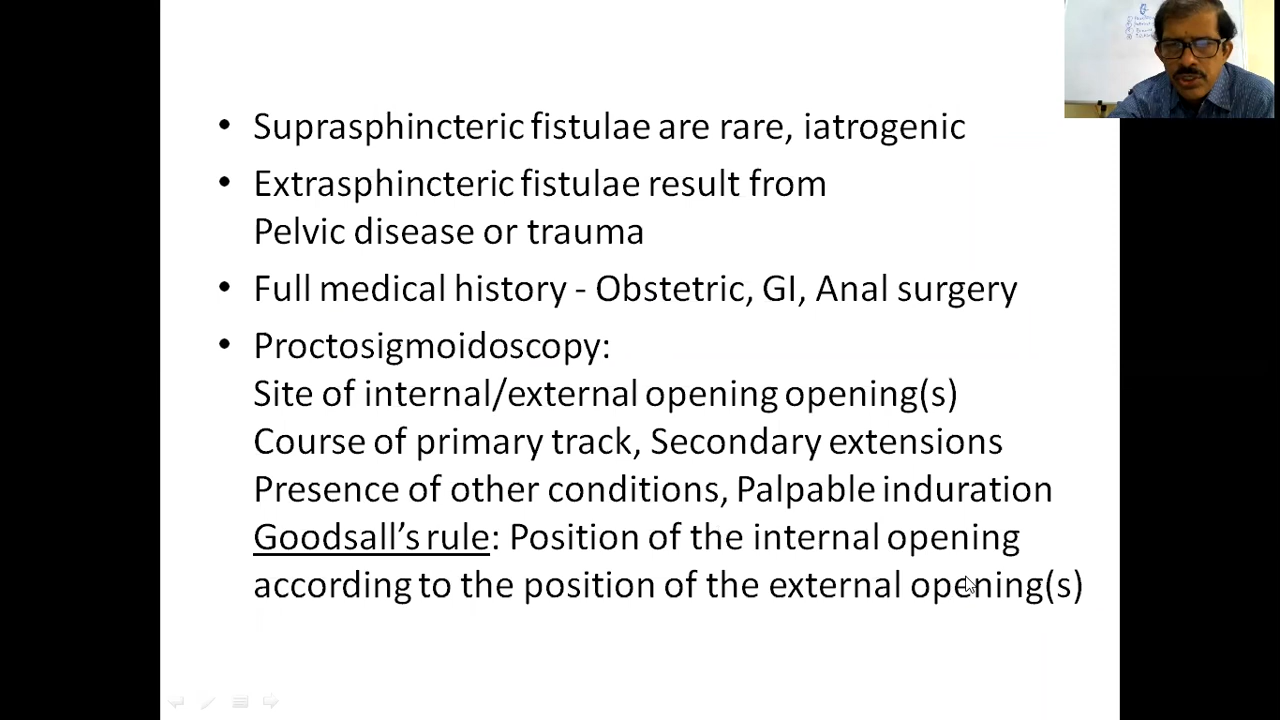 • Suprasphincteric fistulae are rare, iatrogenic
• Extrasphincteric fistulae result from
Pelvic disease or trauma
• Full medical history - Obstetric, GI, Anal surgery
• Proctosigmoidoscopy:
Site of internal/external opening opening(s)
Course of primary track, Secondary extensions
Presence of other conditions, Palpable induration
Goodsall’s rule: Position of the internal opening
according to the position of the external opening(s)